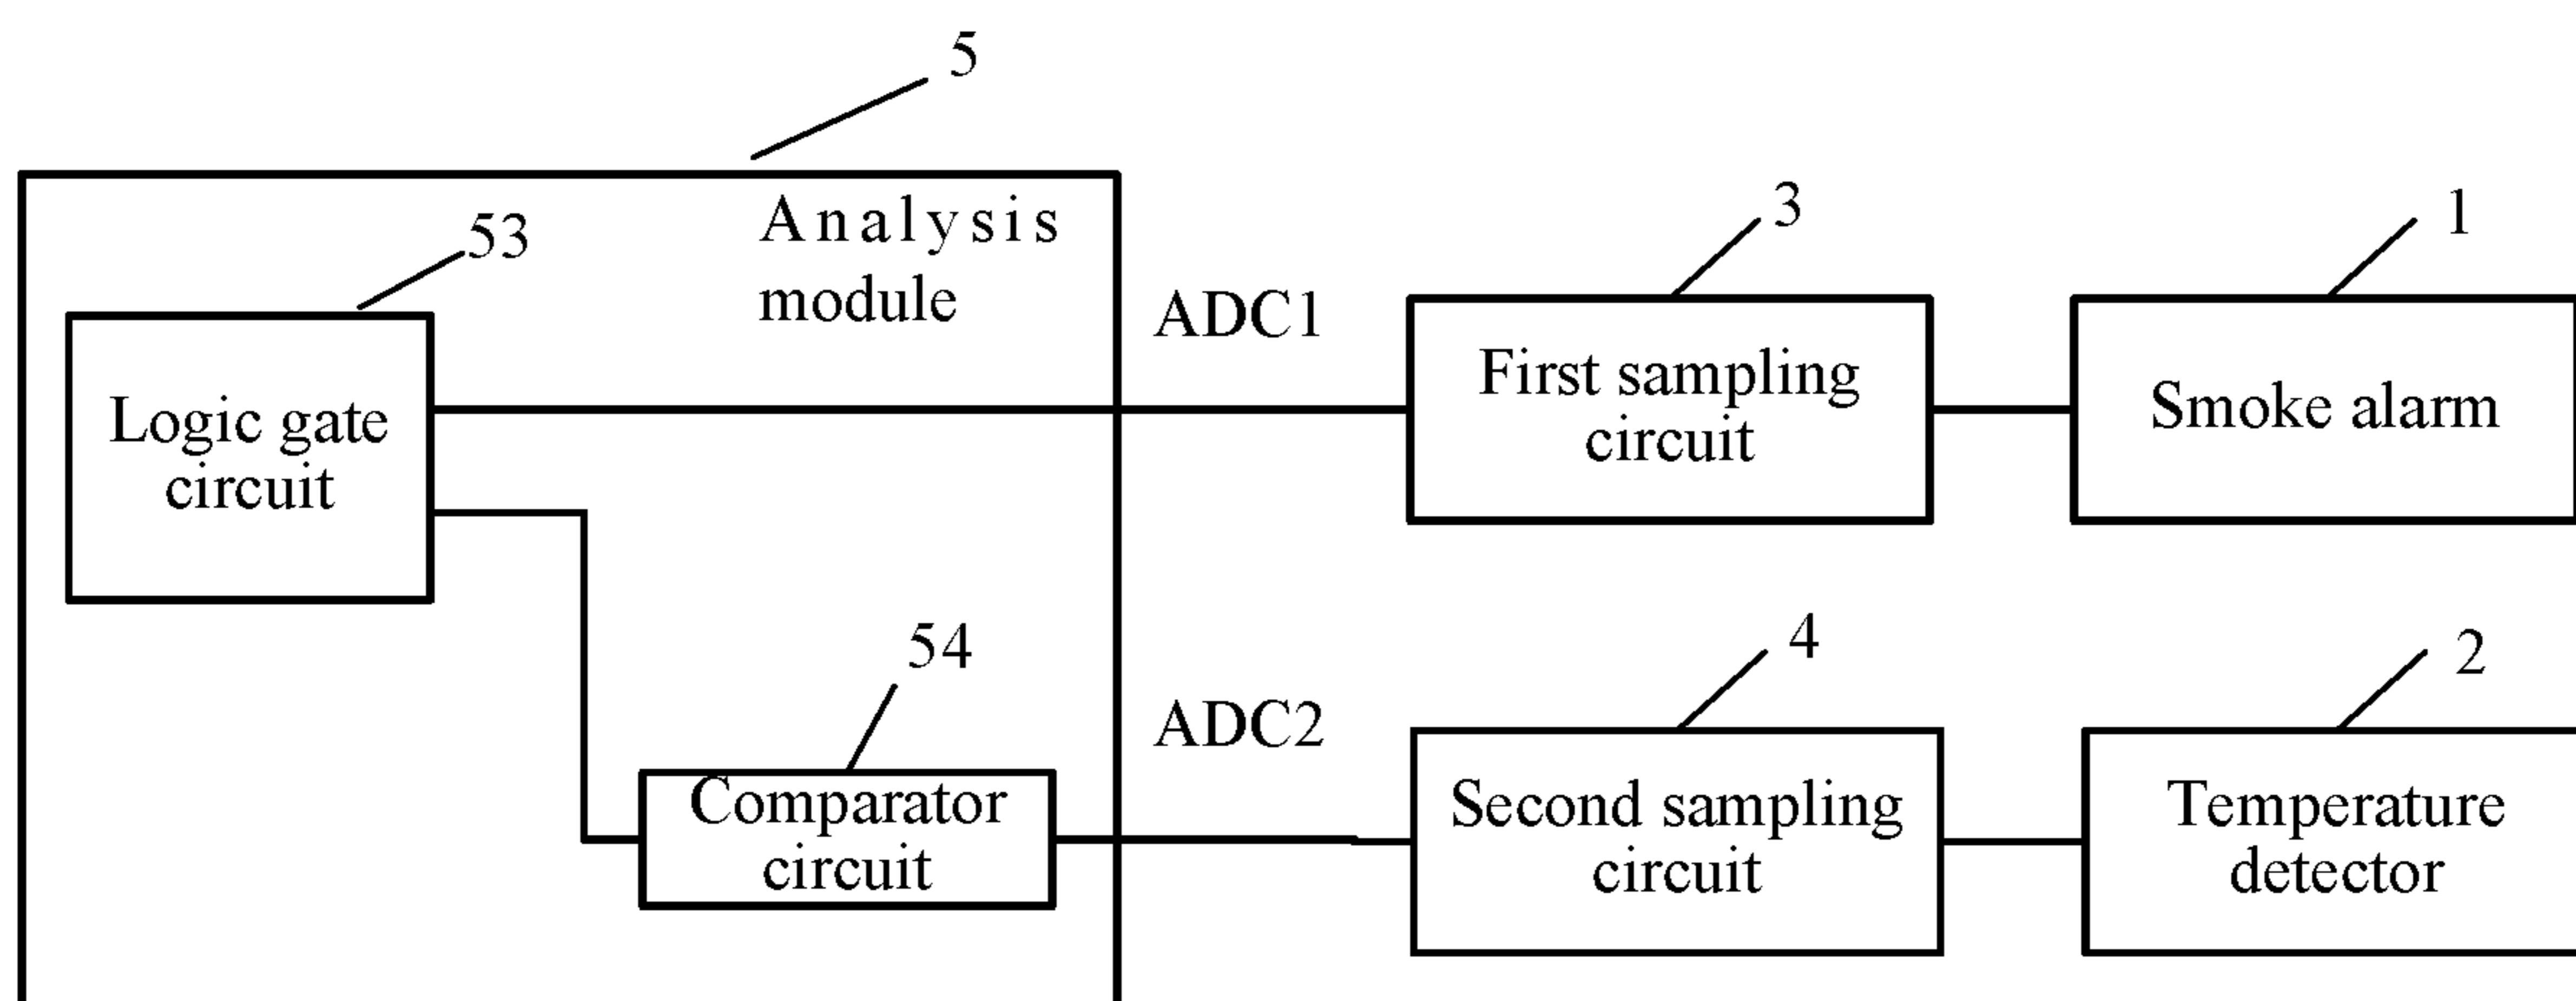 5
Analysis
module
53
Logic gate
circuit
ADC1
3
First sampling
circuit
1
Smoke alarm
54
Comparator
circuit
ADC2
4
Second sampling
circuit
2
Temperature
detector